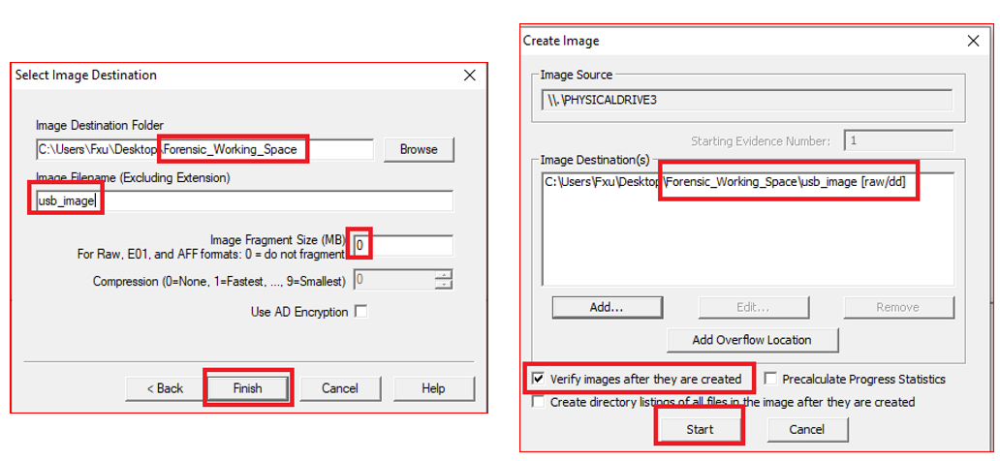 Select Image Destination
Image Destination Folder
C:\Users\Fxu\Desktop\Forensic_Working_Space
Browse
Image Filename (Excluding Extension)
usb_image
Image Fragment Size (MB)
For Raw, E01, and AFF formats: 0 = do not fragment
0
Compression (0=None, 1=Fastest, ..., 9=Smallest)
0
Use AD Encryption
< Back
Finish
Cancel
Help
Create Image
Image Source
\\.\PHYSICALDRIVE3
Starting Evidence Number:
1
Image Destination(s)
C:\Users\Fxu\Desktop\Forensic_Working_Space\usb_image [raw/dd]
Add...
Edit...
Remove
Add Overflow Location
Verify images after they are created
Precalculate Progress Statistics
Create directory listings of all files in the image after they are created
Start
Cancel